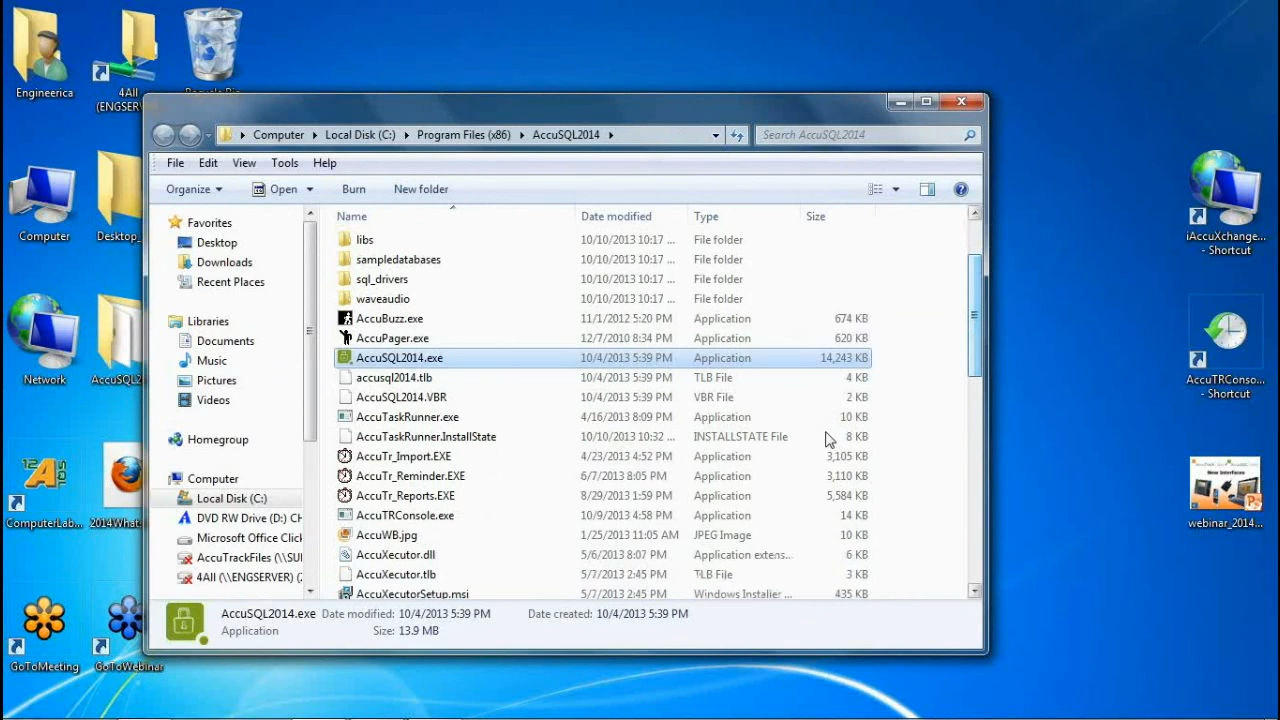 Engineerica
4All
(ENGSER
Computer
Desktop_
Network
AccuSQL2
ComputerLab...
2014What
GoToMeeting
GoToWebinar
Computer
Local Disk (C:)
Program Files (x86)
AccuSQL2014
Search AccuSQL2014
File Edit View Tools Help
Organize Open Burn New folder
Favorites
Desktop
Downloads
Recent Places
Libraries
Documents
Music
Pictures
Videos
Homegroup
Computer
Local Disk (C:)
DVD RW Drive (D:) CH
Microsoft Office Click
AccuTrackFiles (\\SU
4All (\\ENGSERVER) (
Name Date modified Type Size
libs 10/10/2013 10:17 ... File folder
sampledatabases 10/10/2013 10:17 ... File folder
sql_drivers 10/10/2013 10:17 ... File folder
waveaudio 10/10/2013 10:17 ... File folder
AccuBuzz.exe 11/1/2012 5:20 PM Application 674 KB
AccuPager.exe 12/7/2010 8:34 PM Application 620 KB
AccuSQL2014.exe 10/4/2013 5:39 PM Application 14,243 KB
accusql2014.tlb 10/4/2013 5:39 PM TLB File 4 KB
AccuSQL2014.VBR 10/4/2013 5:39 PM VBR File 2 KB
AccuTaskRunner.exe 4/16/2013 8:09 PM Application 10 KB
AccuTaskRunner.InstallState 10/10/2013 10:32 ... INSTALLSTATE File 8 KB
AccuTr_Import.EXE 4/23/2013 4:52 PM Application 3,105 KB
AccuTr_Reminder.EXE 6/7/2013 8:05 PM Application 3,110 KB
AccuTr_Reports.EXE 8/29/2013 1:59 PM Application 5,584 KB
AccuTRConsole.exe 10/9/2013 4:58 PM Application 14 KB
AccuWB.jpg 1/25/2013 11:05 AM JPEG Image 10 KB
AccuXecutor.dll 5/6/2013 8:07 PM Application extens... 6 KB
AccuXecutor.tlb 5/7/2013 2:45 PM TLB File 3 KB
AccuXecutorSetup.msi 5/7/2013 2:45 PM Windows Installer ... 435 KB
AccuSQL2014.exe Date modified: 10/4/2013 5:39 PM Date created: 10/4/2013 5:39 PM
Application Size: 13.9 MB
iAccuXchange...
- Shortcut
AccuTRConso...
- Shortcut
New Interfaces
webinar_2014...